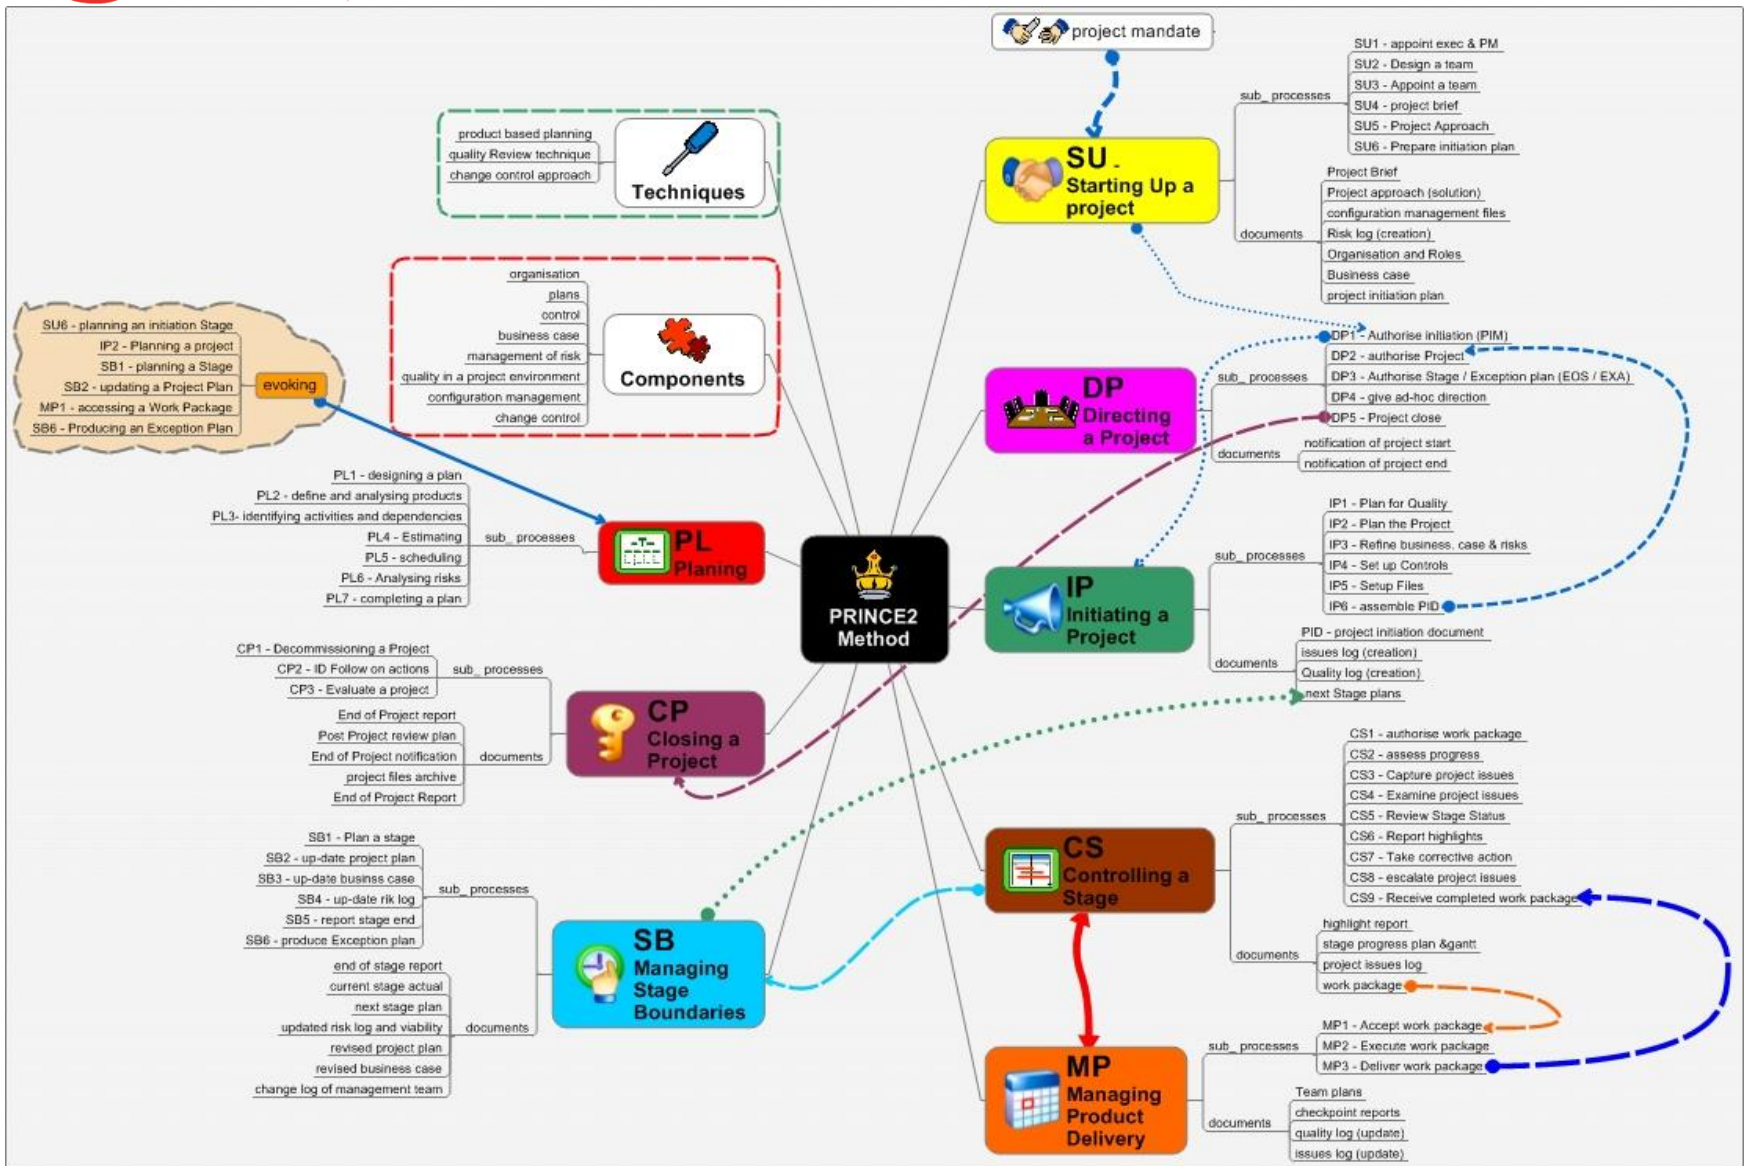 project mandate
SU -
Starting Up a
project
sub_ processes
SU1 - appoint exec & PM
SU2 - Design a team
SU3 - Appoint a team
SU4 - project brief
SU5 - Project Approach
SU6 - Prepare initiation plan
documents
Project Brief
Project approach (solution)
configuration management files
Risk log (creation)
Organisation and Roles
Business case
project initiation plan
DP
Directing
a Project
sub_ processes
DP1 - Authorise initiation (PIM)
DP2 - authorise Project
DP3 - Authorise Stage / Exception plan (EOS / EXA)
DP4 - give ad-hoc direction
DP5 - Project close
documents
notification of project start
notification of project end
IP
Initiating a
Project
sub_ processes
IP1 - Plan for Quality
IP2 - Plan the Project
IP3 - Refine business. case & risks
IP4 - Set up Controls
IP5 - Setup Files
IP6 - assemble PID
documents
PID - project initiation document
issues log (creation)
Quality log (creation)
next Stage plans
CS
Controlling a
Stage
sub_ processes
CS1 - authorise work package
CS2 - assess progress
CS3 - Capture project issues
CS4 - Examine project issues
CS5 - Review Stage Status
CS6 - Report highlights
CS7 - Take corrective action
CS8 - escalate project issues
CS9 - Receive completed work package
documents
highlight report
stage progress plan &gantt
project issues log
work package
MP
Managing
Product
Delivery
sub_ processes
MP1 - Accept work package
MP2 - Execute work package
MP3 - Deliver work package
documents
Team plans
checkpoint reports
quality log (update)
issues log (update)
PRINCE2
Method
Techniques
product based planning
quality Review technique
change control approach
Components
organisation
plans
control
business case
management of risk
quality in a project environment
configuration management
change control
evoking
SU6 - planning an initiation Stage
IP2 - Planning a project
SB1 - planning a Stage
SB2 - updating a Project Plan
MP1 - accessing a Work Package
SB6 - Producing an Exception Plan
PL
Planing
sub_ processes
PL1 - designing a plan
PL2 - define and analysing products
PL3- identifying activities and dependencies
PL4 - Estimating
PL5 - scheduling
PL6 - Analysing risks
PL7 - completing a plan
CP
Closing a
Project
sub_ processes
CP1 - Decommissioning a Project
CP2 - ID Follow on actions
CP3 - Evaluate a project
documents
End of Project report
Post Project review plan
End of Project notification
project files archive
End of Project Report
SB
Managing
Stage
Boundaries
sub_ processes
SB1 - Plan a stage
SB2 - up-date project plan
SB3 - up-date businss case
SB4 - up-date rik log
SB5 - report stage end
SB6 - produce Exception plan
documents
end of stage report
current stage actual
next stage plan
updated risk log and viability
revised project plan
revised business case
change log of management team